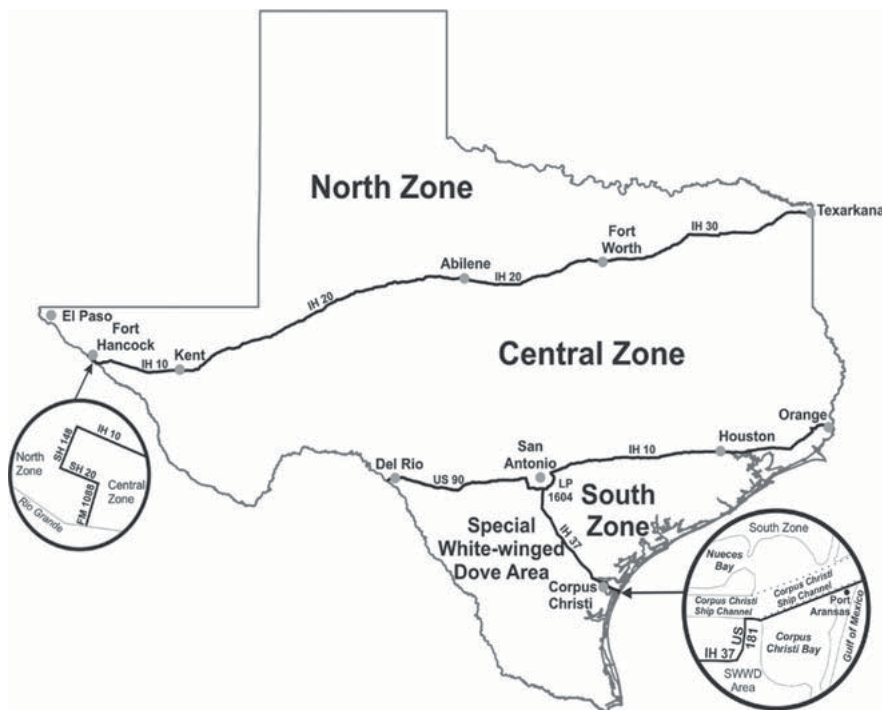 North Zone
Texarkana
IH 30
Fort
Worth
Abilene
IH 20
IH 20
El Paso
Fort
Hancock
Kent
IH 10
Central Zone
Orange
Houston
IH 10
San
Antonio
Del Rio
US 90
LP
1604
South
Zone
IH 37
Special
White-winged
Dove Area
Corpus
Christi
IH 10
SH 148
North
Zone
SH 20
Central
Zone
FM 1088
Rio Grande
South Zone
Nueces
Bay
Corpus Christi
Ship Channel
Corpus Christi
Ship Channel
Port
Aransas
Gulf of Mexico
US
181
Corpus
Christi Bay
IH 37
SWWD
Area